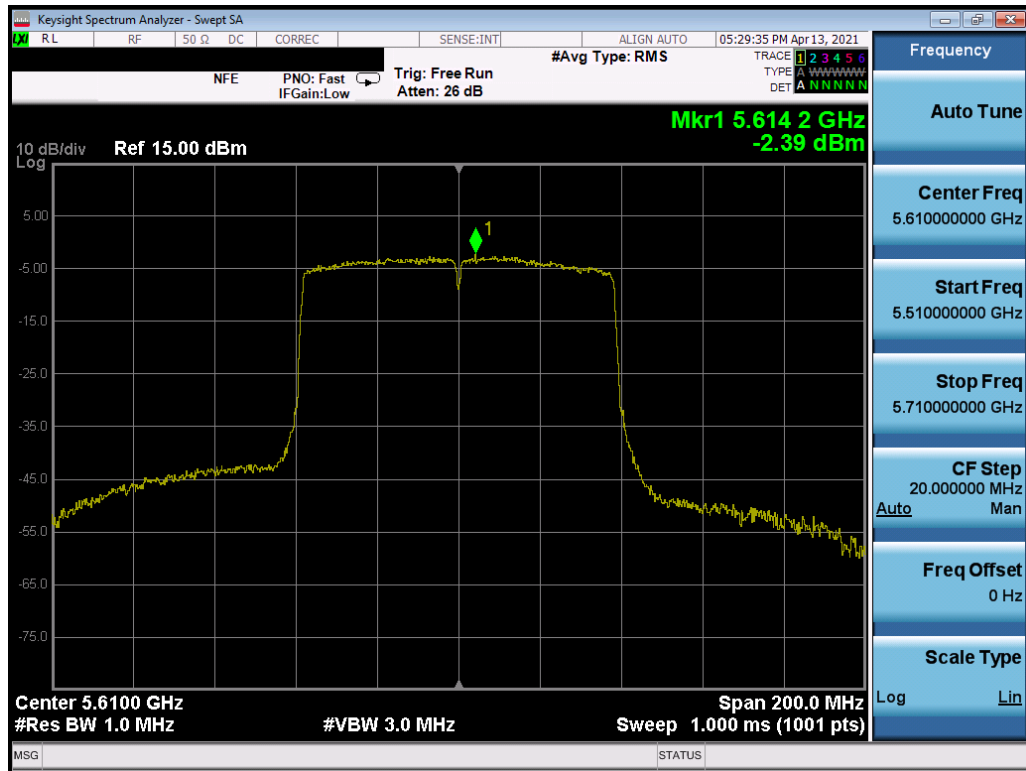 Keysight Spectrum Analyzer - Swept SA
LXI RL RF 50 Ω DC CORREC SENSE:INT ALIGN AUTO 05:29:35 PM Apr 13, 2021
NFE PNO: Fast Trig: Free Run #Avg Type: RMS TRACE 1 2 3 4 5 6
IFGain:Low Atten: 26 dB TYPE A WWWWW
DET A N N N N N
Mkr1 5.614 2 GHz
-2.39 dBm
10 dB/div Ref 15.00 dBm
Log
1
5.00
-5.00
-15.0
-25.0
-35.0
-45.0
-55.0
-65.0
-75.0
Center 5.6100 GHz Span 200.0 MHz
#Res BW 1.0 MHz #VBW 3.0 MHz Sweep 1.000 ms (1001 pts)
MSG STATUS
Frequency
Auto Tune
Center Freq
5.610000000 GHz
Start Freq
5.510000000 GHz
Stop Freq
5.710000000 GHz
CF Step
20.000000 MHz
Auto Man
Freq Offset
0 Hz
Scale Type
Log Lin